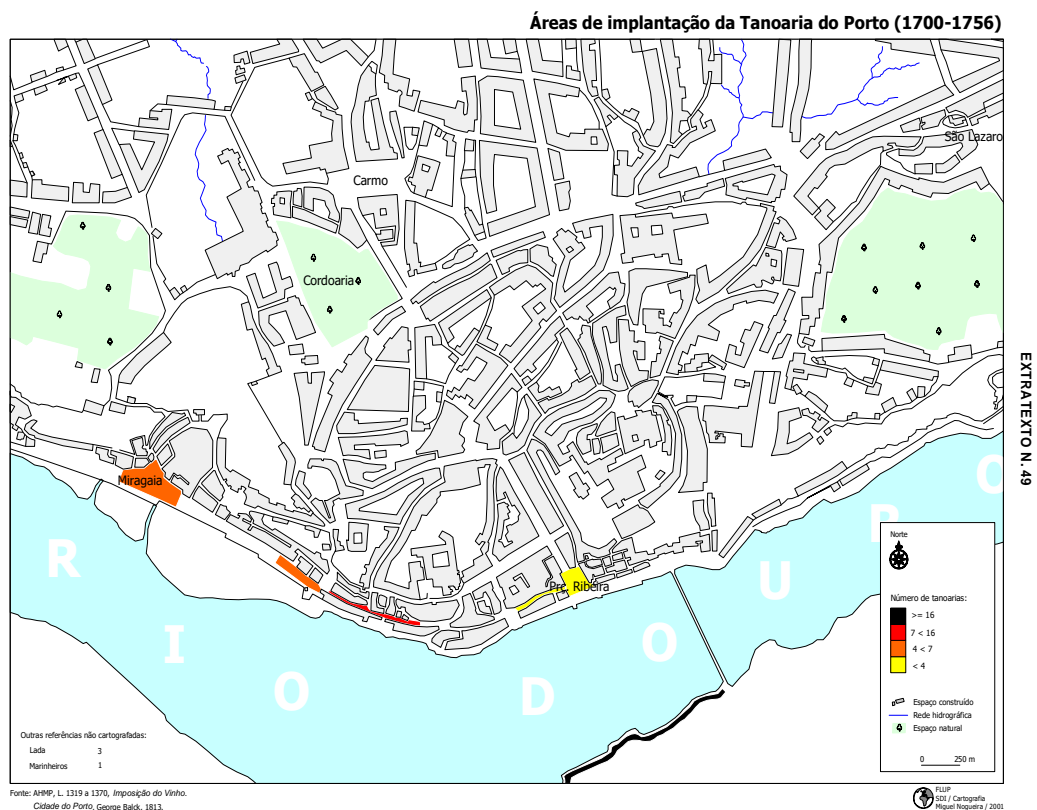 Áreas de implantação da Tanoaria do Porto (1700-1756)
São Lazaro
Carmo
Cordoaria
EXTRATEXTO N. 49
Miragaia
Prç. Ribeira
R I O D O U R O
Norte
Número de tanoarias:
>= 16
7 < 16
4 < 7
< 4
Espaço construído
Rede hidrográfica
Espaço natural
0 250 m
Outras referências não cartografadas:
Lada 3
Marinheiros 1
Fonte: AHMP, L. 1319 a 1370, Imposição do Vinho.
Cidade do Porto, George Balck, 1813.
FLUP
SDI / Cartografia
Miguel Nogueira / 2001